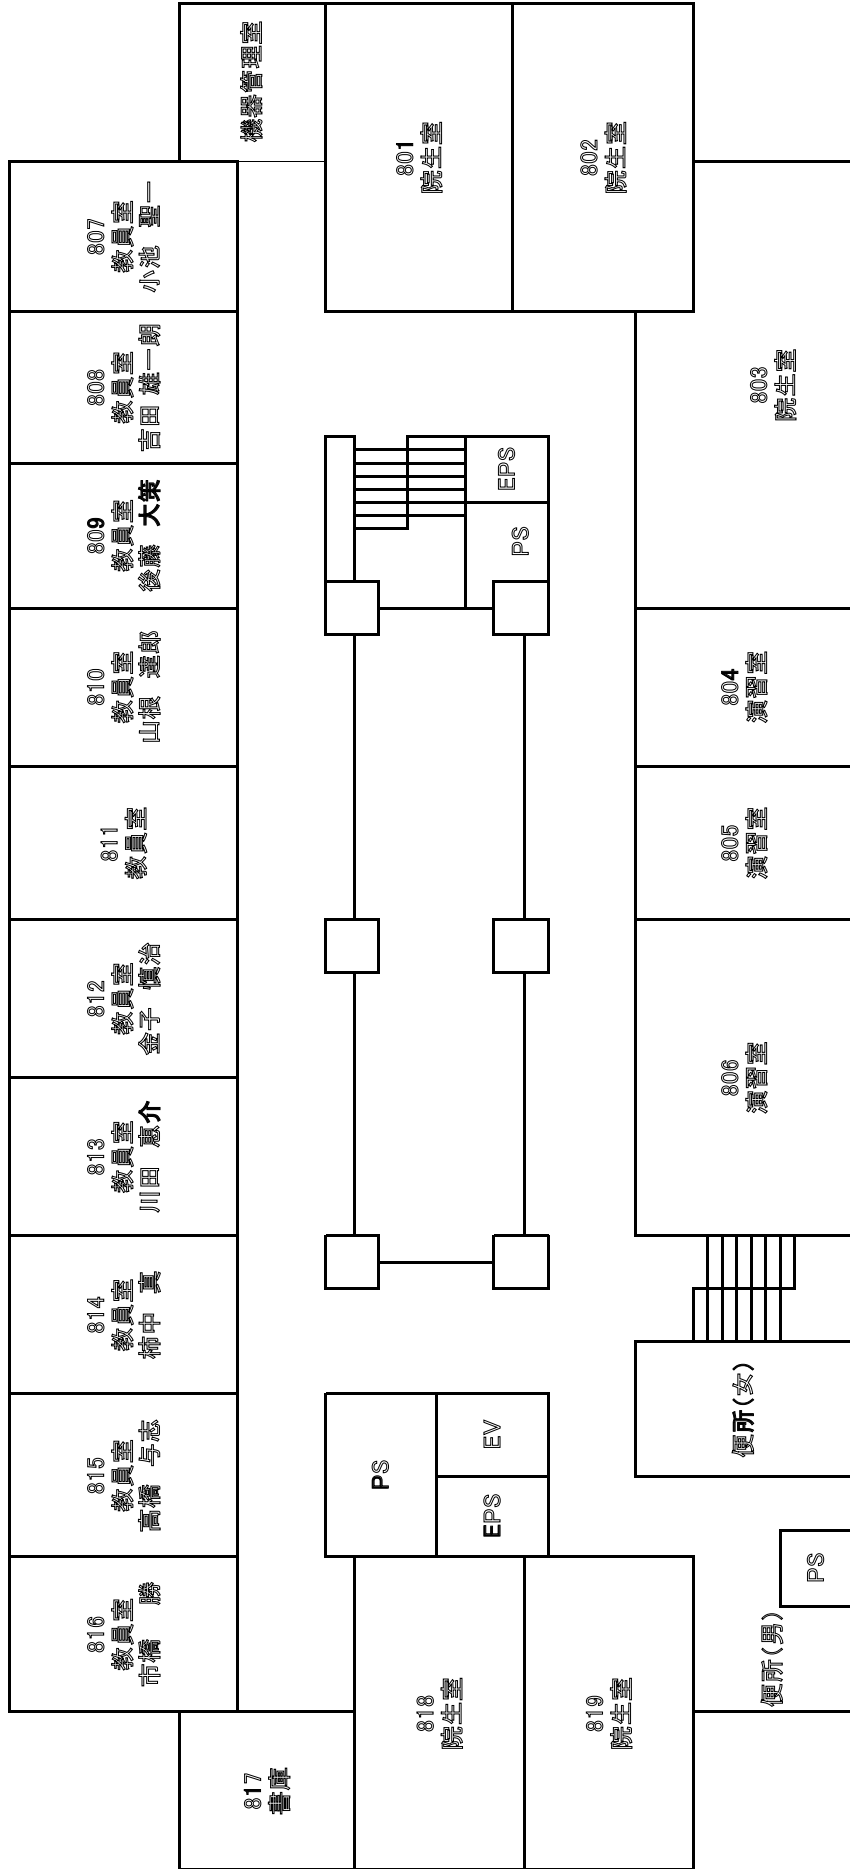 機器管理室
801
院生室
802
院生室
807
教員室
小池 聖一
808
教員室
吉田 雄一朗
803
院生室
809
教員室
後藤 大策
EPS
PS
810
教員室
山根 達郎
804
演習室
811
教員室
805
演習室
812
教員室
金子 慎治
806
演習室
813
教員室
川田 恵介
814
教員室
柿中 真
便所(女)
815
教員室
高橋 与志
PS
EV
EPS
PS
816
教員室
市橋 勝
便所(男)
818
院生室
819
院生室
817
書庫